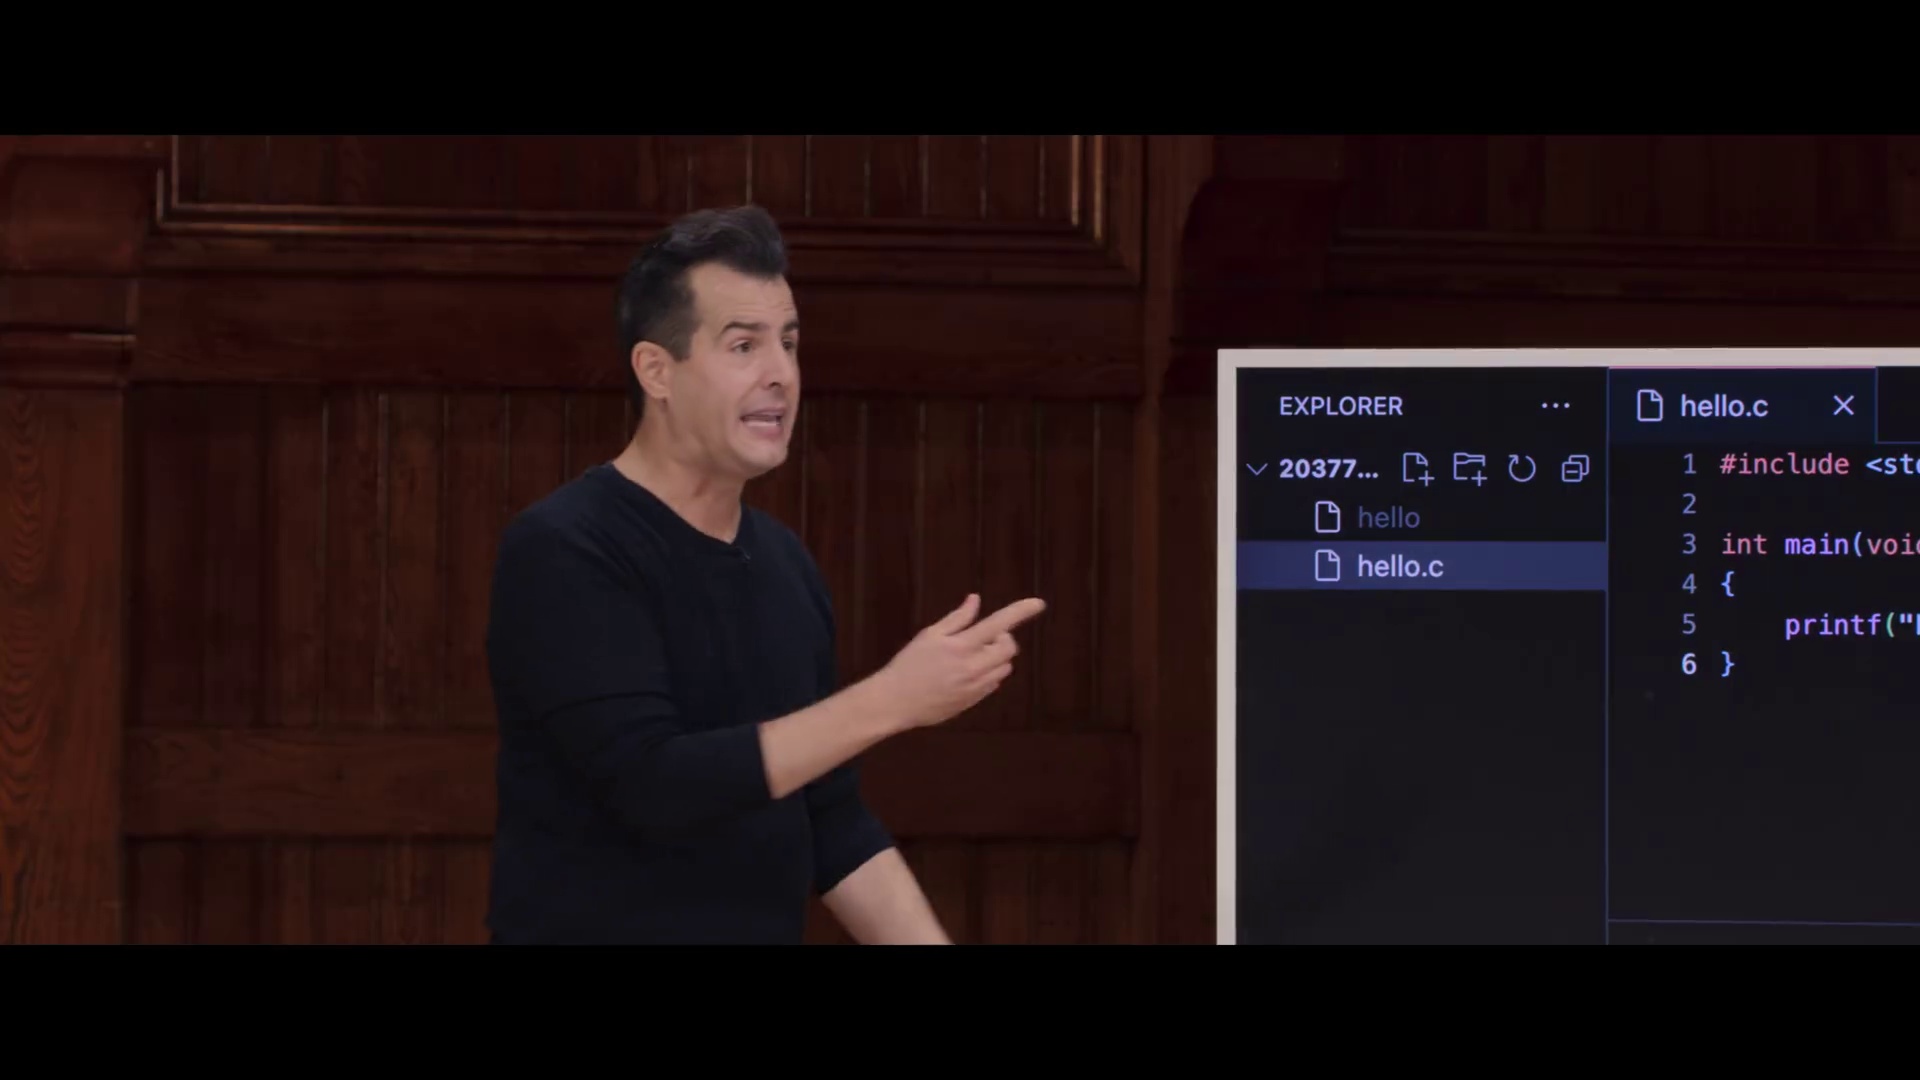 EXPLORER ...
20377...
hello
hello.c
hello.c
1 #include <st
2
3 int main(voi
4 {
5 printf("
6 }